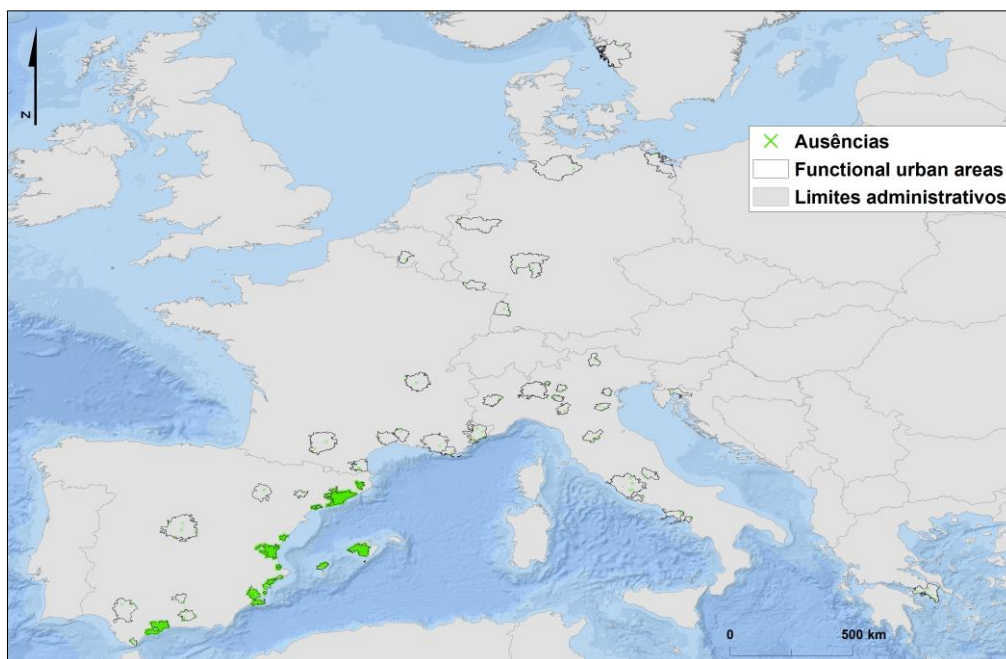 N
Ausências
Functional urban areas
Limites administrativos
0 500 km